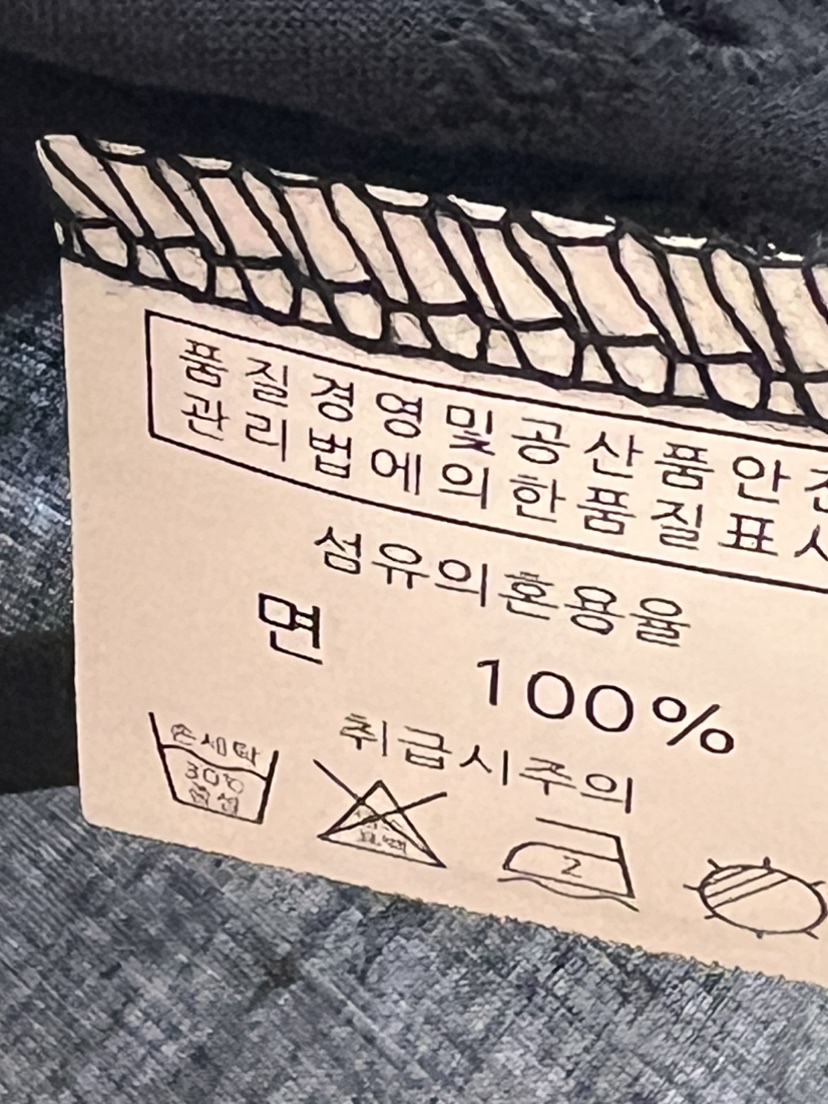 품질경영및공산품안전
관리법에의한품질표시
섬유의혼용율
면
100%
취급시주의
손세탁
30℃
중성
2